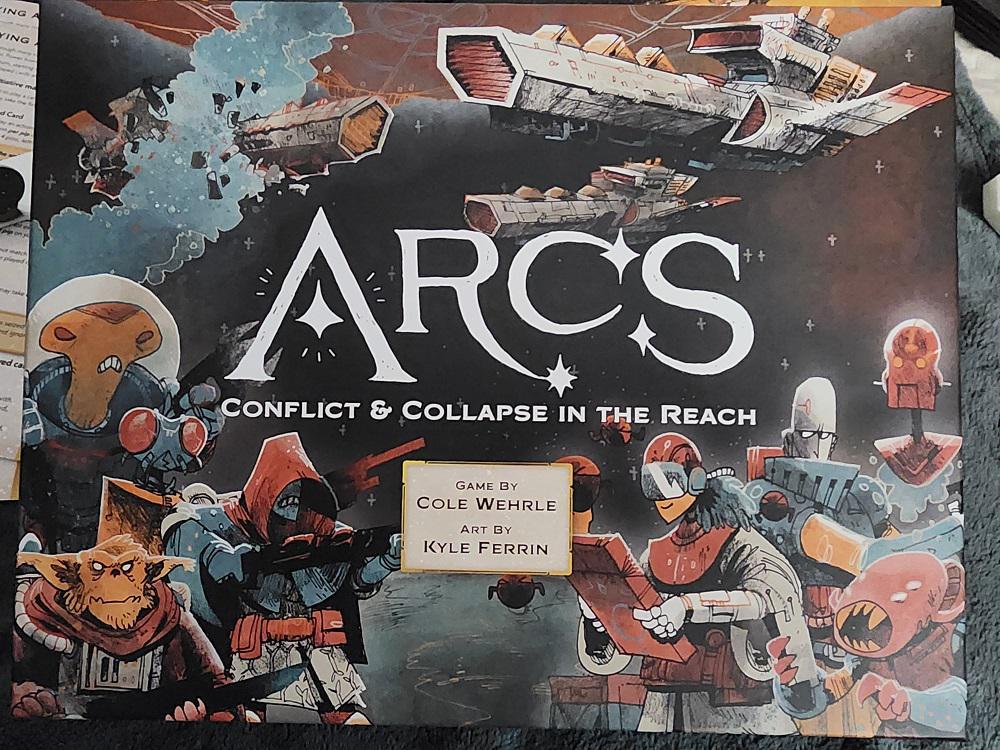 ARCS
CONFLICT & COLLAPSE IN THE REACH
GAME BY
COLE WEHRLE
ART BY
KYLE FERRIN